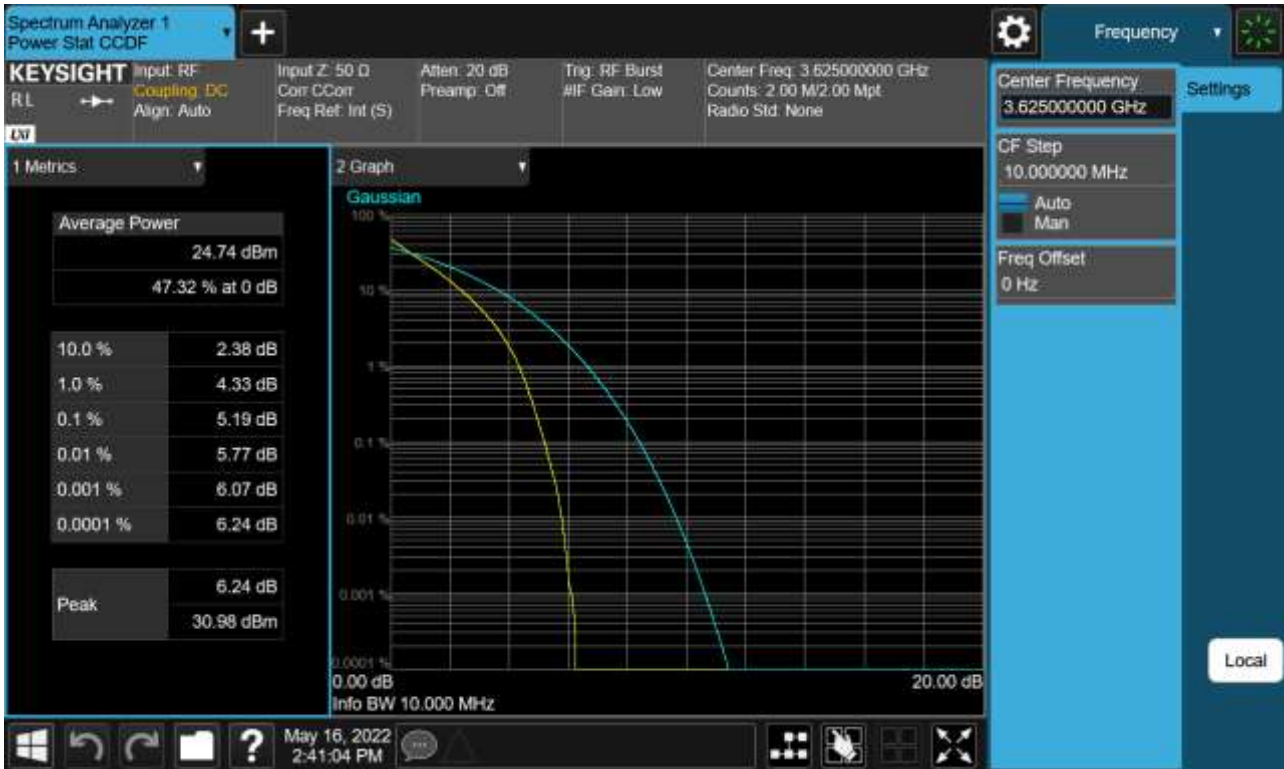 Spectrum Analyzer 1
Power Stat CCDF
Frequency
KEYSIGHT
RL
LXI
Input: RF
Coupling: DC
Align: Auto
Input Z: 50 Ω
Corr CCorr
Freq Ref: Int (S)
Atten: 20 dB
Preamp: Off
Trig: RF Burst
#IF Gain: Low
Center Freq: 3.625000000 GHz
Counts: 2.00 M/2.00 Mpt
Radio Std: None
Center Frequency
3.625000000 GHz
Settings
CF Step
10.000000 MHz
Auto
Man
Freq Offset
0 Hz
1 Metrics
Average Power
24.74 dBm
47.32 % at 0 dB
10.0 % 2.38 dB
1.0 % 4.33 dB
0.1 % 5.19 dB
0.01 % 5.77 dB
0.001 % 6.07 dB
0.0001 % 6.24 dB
Peak
6.24 dB
30.98 dBm
2 Graph
Gaussian
100 %
10 %
1 %
0.1 %
0.01 %
0.001 %
0.0001 %
0.00 dB 20.00 dB
Info BW 10.000 MHz
Local
?
May 16, 2022
2:41:04 PM